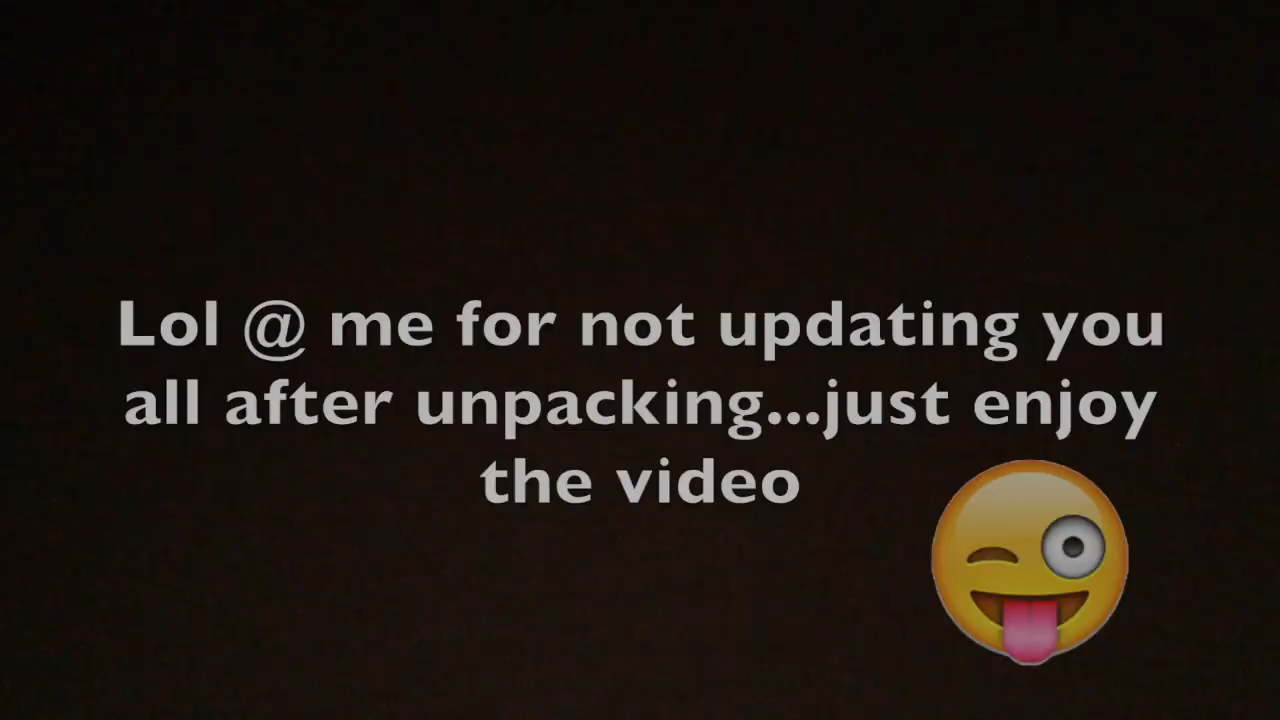 Lol @ me for not updating you
all after unpacking...just enjoy
the video